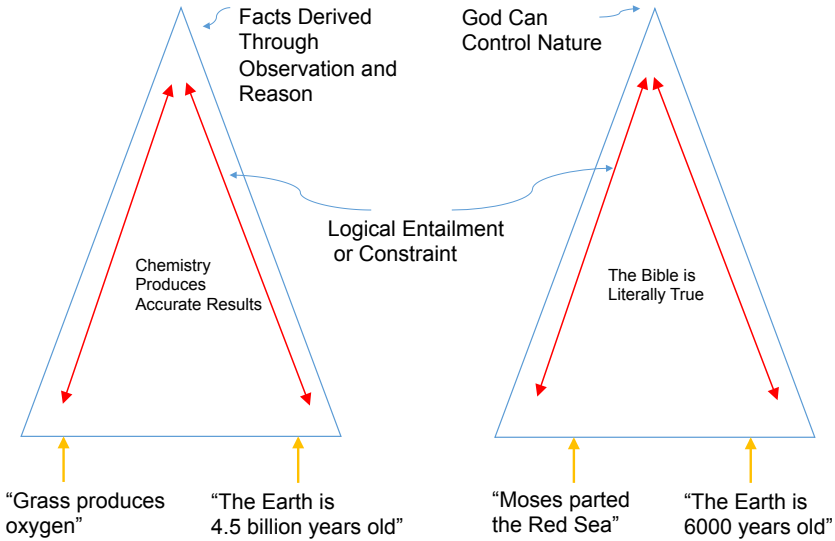 Facts Derived
Through
Observation and
Reason
God Can
Control Nature
Logical Entailment
or Constraint
Chemistry
Produces
Accurate Results
The Bible is
Literally True
“Grass produces
oxygen”
“The Earth is
4.5 billion years old”
“Moses parted
the Red Sea”
“The Earth is
6000 years old”